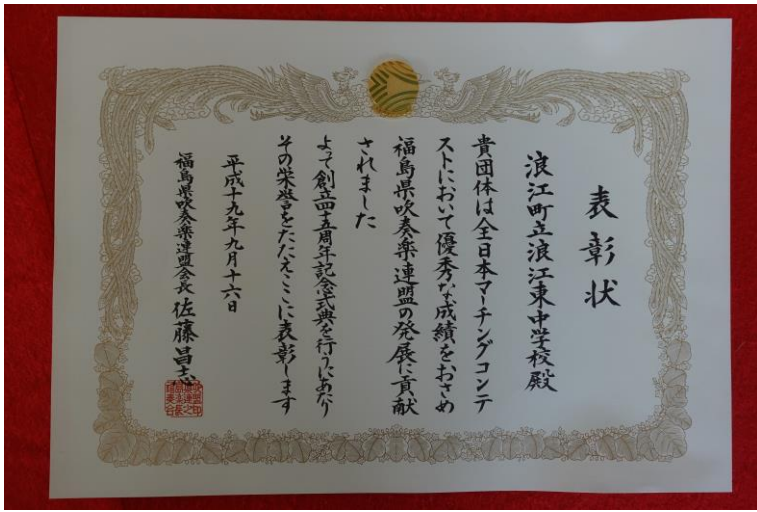 表彰状
浪江町立浪江東中学校殿
貴団体は全日本マーチングコンテ
ストにおいて優秀な成績をおさめ
福島県吹奏楽連盟の発展に貢献
されました
よって創立四十五周年記念式典を行うにあたり
その栄誉をたたえここに表彰します
平成十九年九月十六日
福島県吹奏楽連盟会長 佐藤昌志